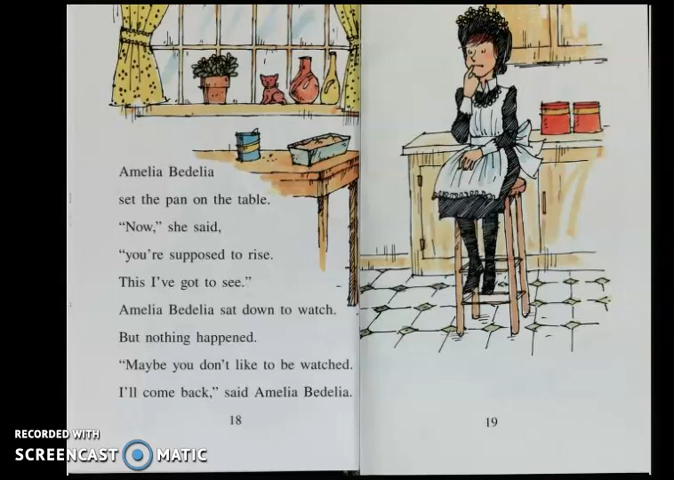 Amelia Bedelia
set the pan on the table.
“Now,” she said,
“you’re supposed to rise.
This I’ve got to see.”
Amelia Bedelia sat down to watch.
But nothing happened.
“Maybe you don’t like to be watched.
I’ll come back,” said Amelia Bedelia.
18
19
RECORDED WITH
SCREENCAST MATIC